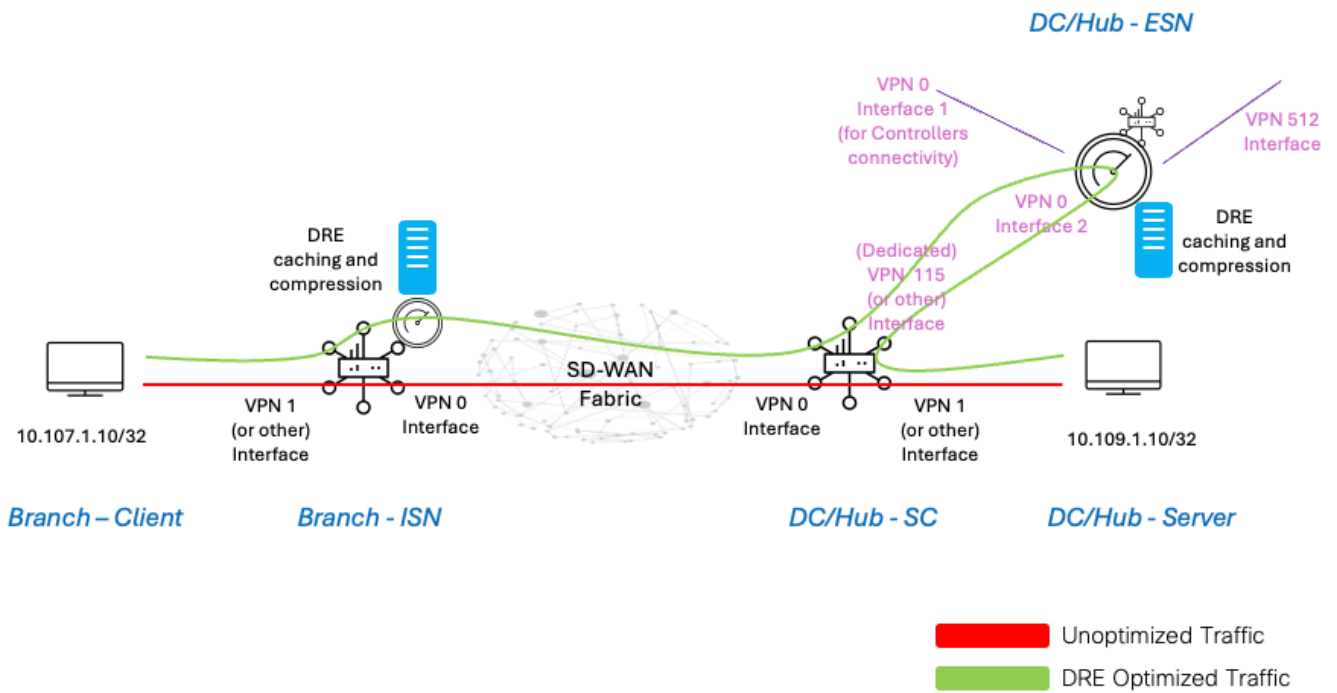 DC/Hub - ESN
VPN 0
Interface 1
(for Controllers
connectivity)
VPN 512
Interface
VPN 0
Interface 2
DRE
caching and
compression
DRE
caching and
compression
(Dedicated)
VPN 115
(or other)
Interface
SD-WAN
Fabric
10.107.1.10/32
VPN 1
(or other)
Interface
VPN 0
Interface
VPN 0
Interface
VPN 1
(or other)
Interface
10.109.1.10/32
Branch – Client
Branch - ISN
DC/Hub - SC
DC/Hub - Server
Unoptimized Traffic
DRE Optimized Traffic